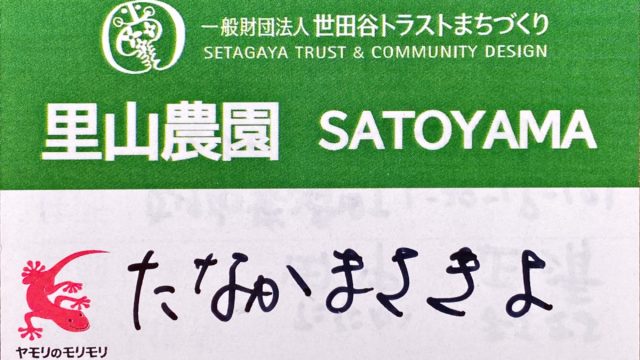 一般財団法人 世田谷トラストまちづくり
SETAGAYA TRUST & COMMUNITY DESIGN
里山農園 SATOYAMA
たなかまさきよ
ヤモリのモリモリ